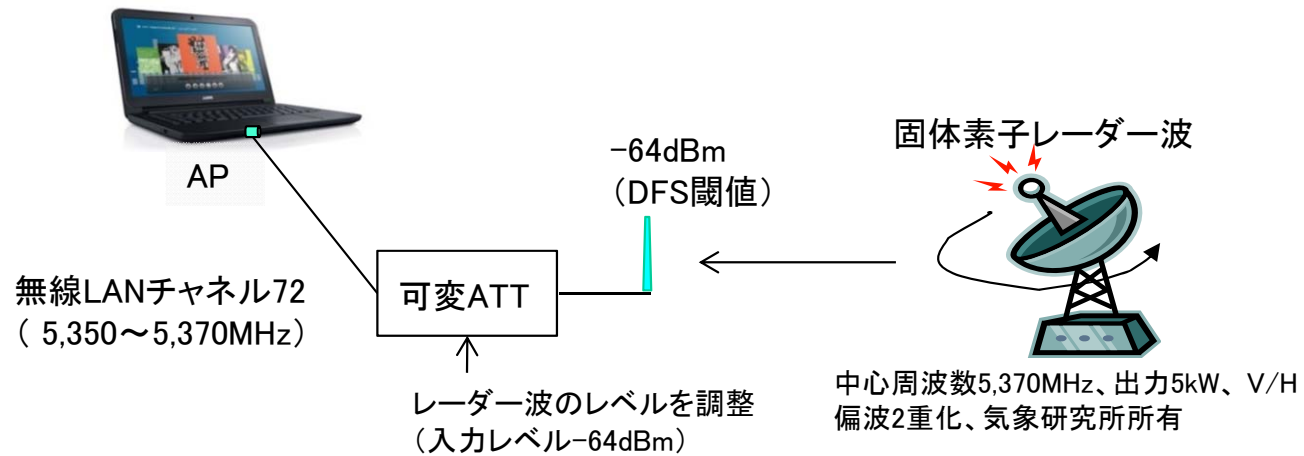 AP
-64dBm
（DFS閾値）
固体素子レーダー波
無線LANチャネル72
（ 5,350～5,370MHz）
可変ATT
レーダー波のレベルを調整
（入力レベル-64dBm）
中心周波数5,370MHz、出力5kW、V/H
偏波2重化、気象研究所所有